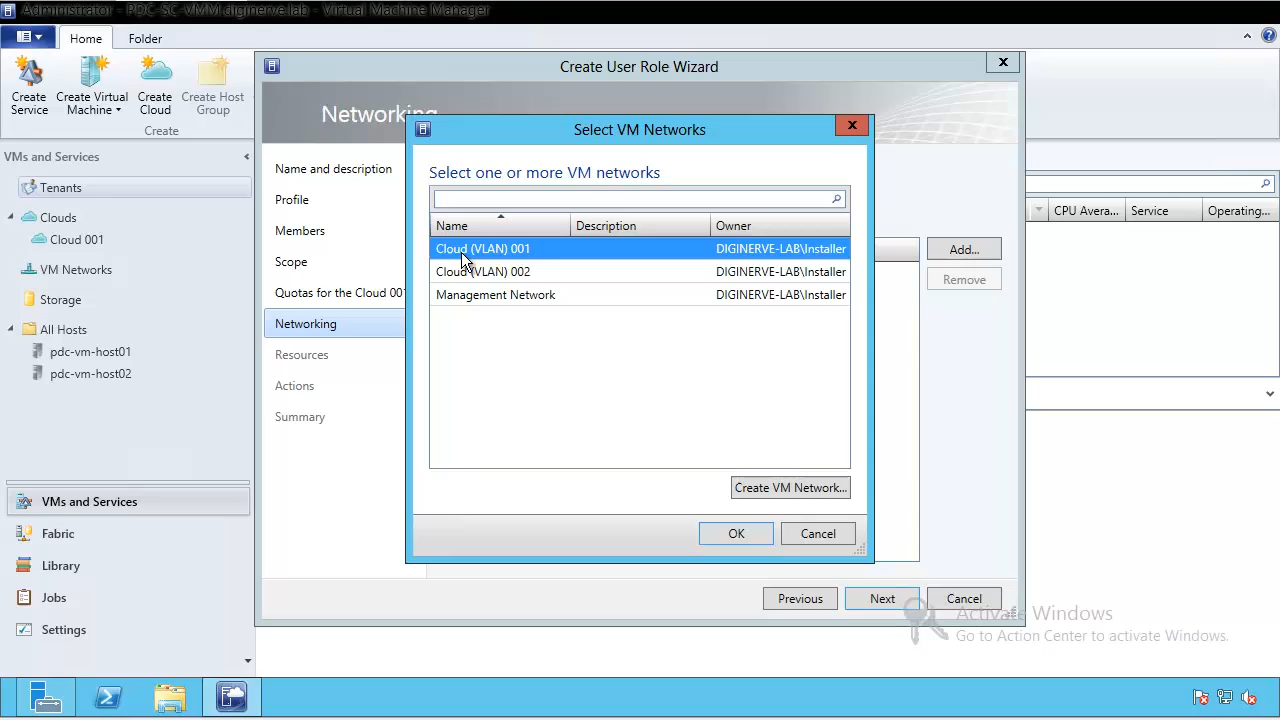 Administrator - PDC-SC-VMM.diginerve.lab - Virtual Machine Manager
Home
Folder
Create Service
Create Virtual Machine
Create Cloud
Create Host Group
Create
VMs and Services
Tenants
Clouds
Cloud 001
VM Networks
Storage
All Hosts
pdc-vm-host01
pdc-vm-host02
VMs and Services
Fabric
Library
Jobs
Settings
Create User Role Wizard
Networking
Name and description
Profile
Members
Scope
Quotas for the Cloud 001
Networking
Resources
Actions
Summary
Select VM Networks
Select one or more VM networks
Name Description Owner
Cloud (VLAN) 001 DIGINERVE-LAB\Installer
Cloud (VLAN) 002 DIGINERVE-LAB\Installer
Management Network DIGINERVE-LAB\Installer
Create VM Network...
OK Cancel
Add...
Remove
Previous Next Cancel
CPU Avera... Service Operating...
Activate Windows
Go to Action Center to activate Windows.